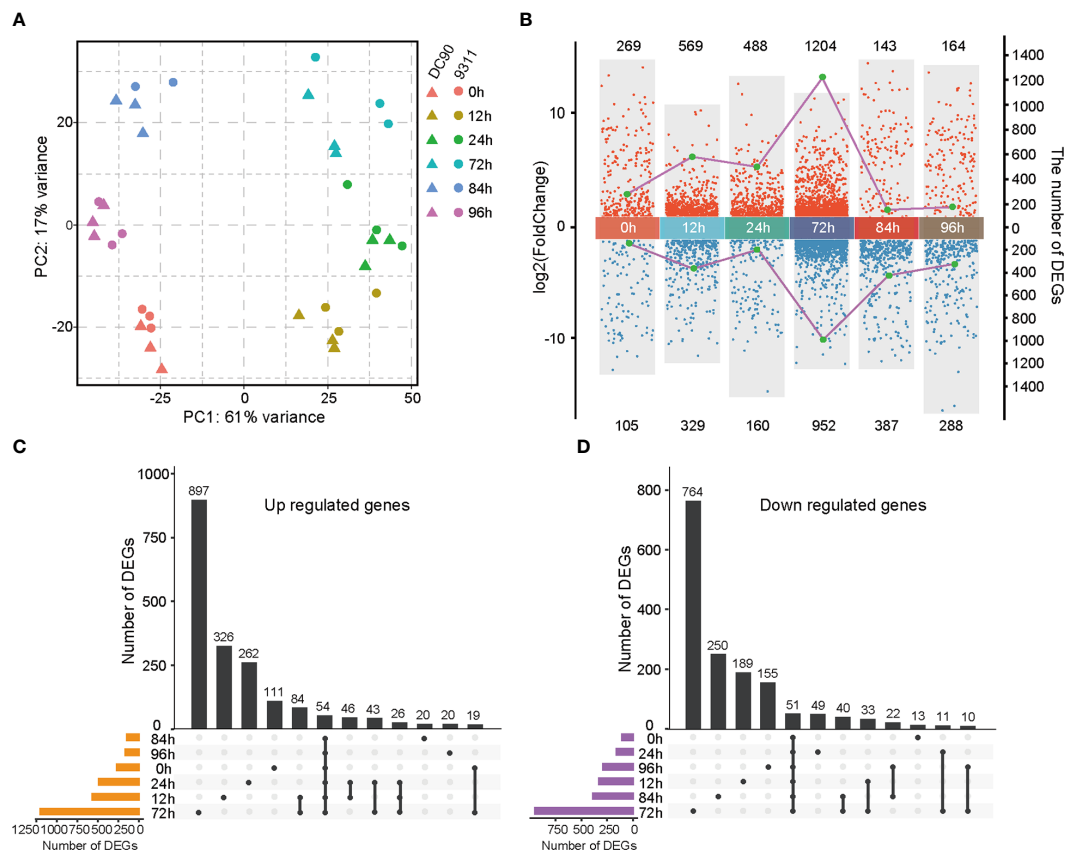 A
B
DC90
9311
0h
12h
24h
72h
84h
96h
20
0
-20
PC2: 17% variance
-25
0
25
50
PC1: 61% variance
269
569
488
1204
143
164
10
0
-10
log2(FoldChange)
0h
12h
24h
72h
84h
96h
1400
1200
1000
800
600
400
200
0
200
400
600
800
1000
1200
1400
The number of DEGs
105
329
160
952
387
288
C
D
Up regulated genes
1000
750
500
250
0
Number of DEGs
897
326
262
111
84
54
46
43
26
20
20
19
84h
96h
0h
24h
12h
72h
1250
1000
750
500
250
0
Number of DEGs
Down regulated genes
800
600
400
200
0
Number of DEGs
764
250
189
155
51
49
40
33
22
13
11
10
0h
24h
96h
12h
84h
72h
750
500
250
0
Number of DEGs